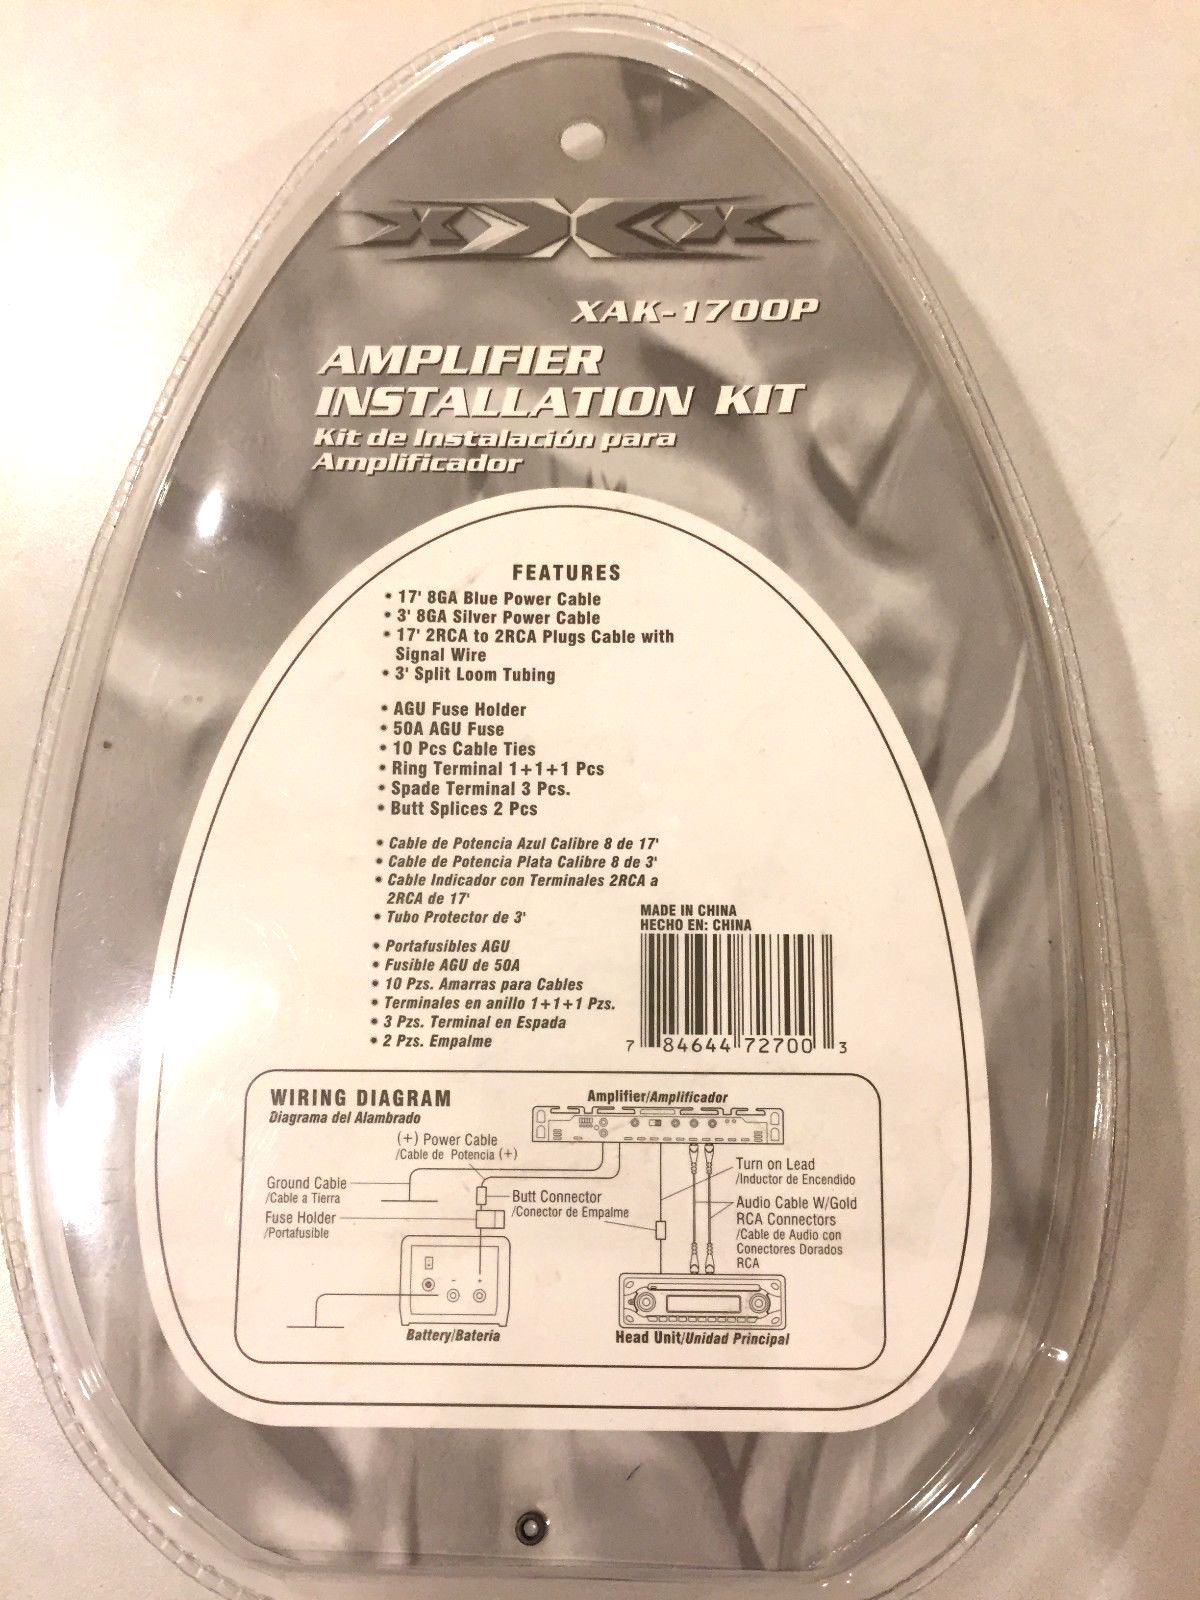 XXX
XAK-1700P
AMPLIFIER
INSTALLATION KIT
Kit de Instalación para
Amplificador
FEATURES
• 17' 8GA Blue Power Cable
• 3' 8GA Silver Power Cable
• 17' 2RCA to 2RCA Plugs Cable with
Signal Wire
• 3' Split Loom Tubing
• AGU Fuse Holder
• 50A AGU Fuse
• 10 Pcs Cable Ties
• Ring Terminal 1+1+1 Pcs
• Spade Terminal 3 Pcs.
• Butt Splices 2 Pcs
• Cable de Potencia Azul Calibre 8 de 17'
• Cable de Potencia Plata Calibre 8 de 3'
• Cable Indicador con Terminales 2RCA a
2RCA de 17'
• Tubo Protector de 3'
• Portafusibles AGU
• Fusible AGU de 50A
• 10 Pzs. Amarras para Cables
• Terminales en anillo 1+1+1 Pzs.
• 3 Pzs. Terminal en Espada
• 2 Pzs. Empalme
MADE IN CHINA
HECHO EN: CHINA
7 84644 72700 3
WIRING DIAGRAM
Diagrama del Alambrado
Amplifier/Amplificador
(+) Power Cable
/Cable de Potencia (+)
Ground Cable
/Cable a Tierra
Fuse Holder
/Portafusible
Butt Connector
/Conector de Empalme
Turn on Lead
/Inductor de Encendido
Audio Cable W/Gold
RCA Connectors
/Cable de Audio con
Conectores Dorados
RCA
- +
Battery/Batería
Head Unit/Unidad Principal